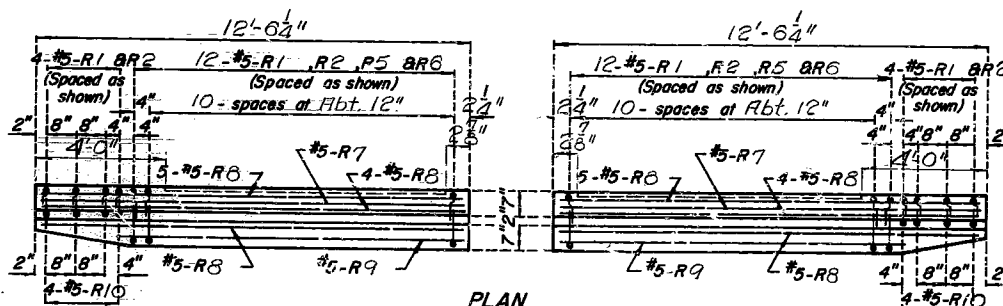 12'-6 1/4"
4-#5-R1 &R2
12-#5-R1 ,R2 ,R5 &R6
(Spaced as shown)
(Spaced as shown)
4"
10-spaces at Abt. 12"
2 1/4"
2"
8"
8"
4"
4"
2 7/8"
4'-0"
#5-R7
5-#5-R8
4-#5-R8
7"
2"
7"
#5-R8
#5-R9
2"
8"
8"
4"
4-#5-R10
12'-6 1/4"
12-#5-R1 ,R2 ,R5 &R6
4-#5-R1 &R2
(Spaced as shown)
(Spaced as shown)
2 1/4"
10-spaces at Abt. 12"
4"
2 7/8"
4"
4"
8"
8"
2"
4'-0"
#5-R7
5-#5-R8
4-#5-R8
#5-R9
#5-R8
4"
8"
8"
2"
4-#5-R10
PLAN